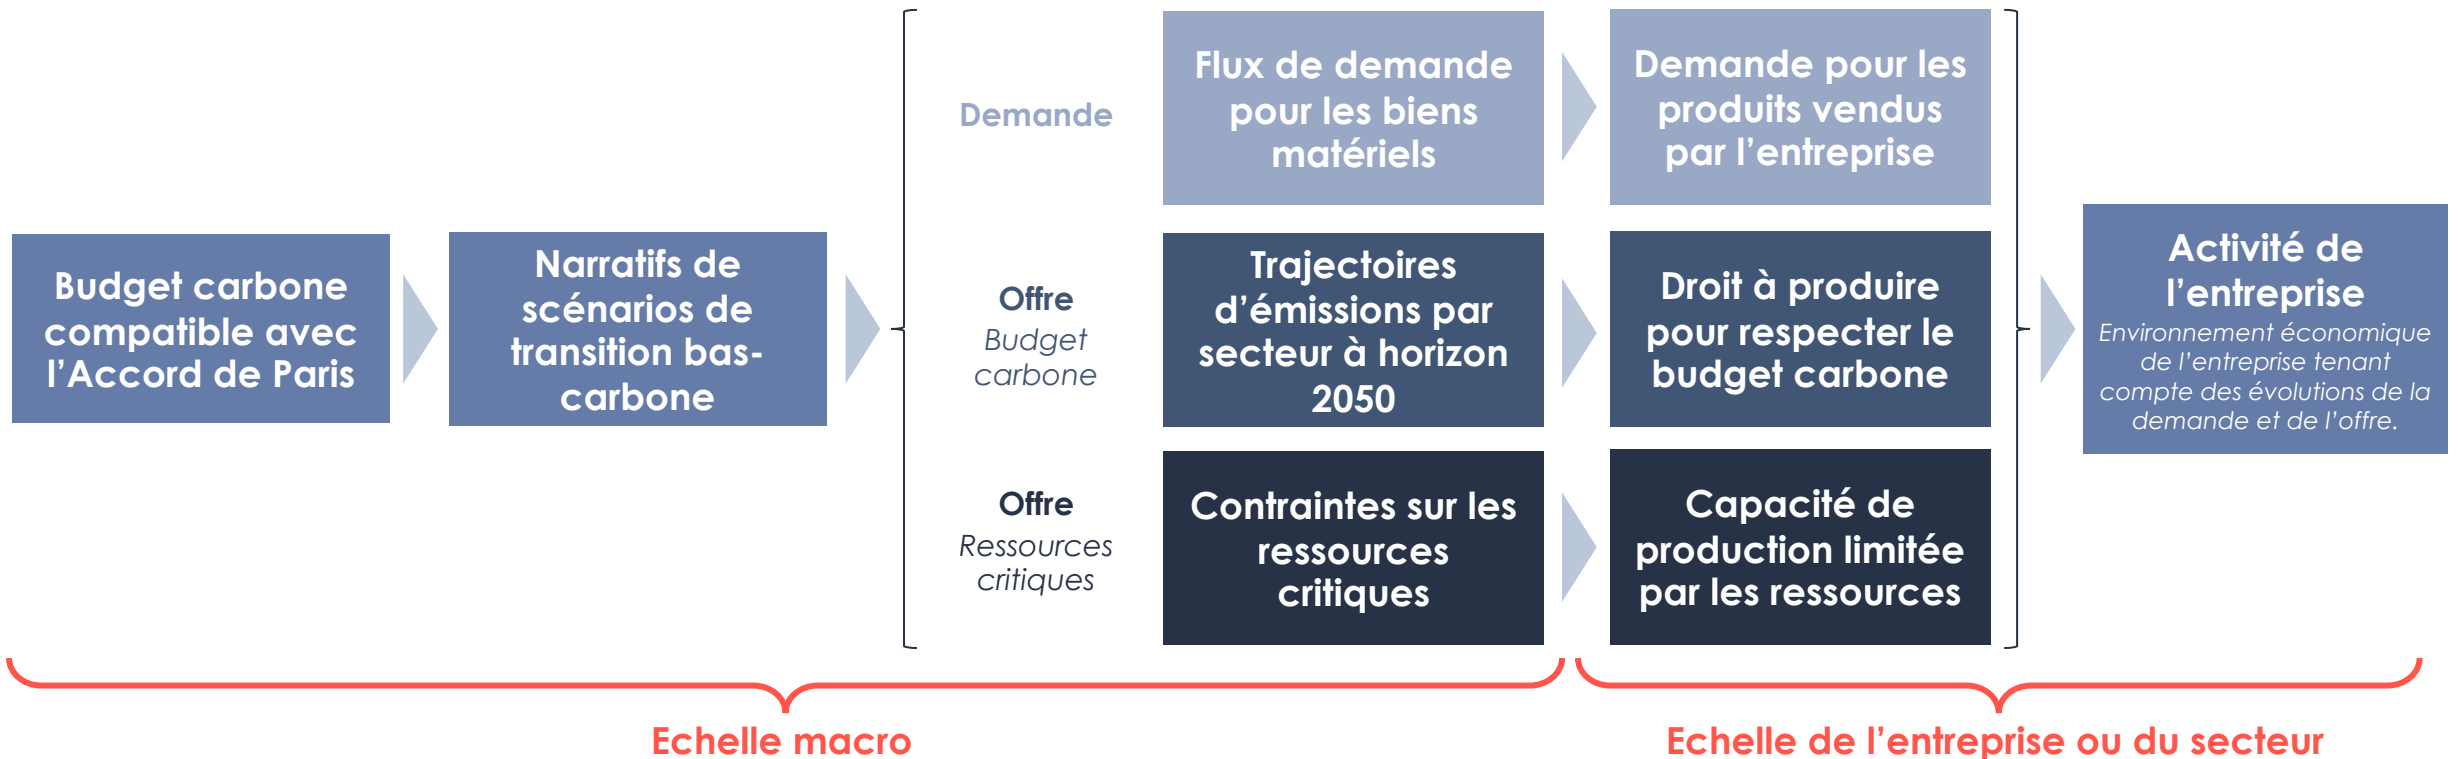 Budget carbone
compatible avec
l’Accord de Paris
Narratifs de
scénarios de
transition bas-
carbone
Demande
Flux de demande
pour les biens
matériels
Demande pour les
produits vendus
par l’entreprise
Offre
Budget
carbone
Trajectoires
d’émissions par
secteur à horizon
2050
Droit à produire
pour respecter le
budget carbone
Offre
Ressources
critiques
Contraintes sur les
ressources
critiques
Capacité de
production limitée
par les ressources
Activité de
l’entreprise
Environnement économique
de l’entreprise tenant
compte des évolutions de la
demande et de l’offre.
Echelle macro
Echelle de l’entreprise ou du secteur